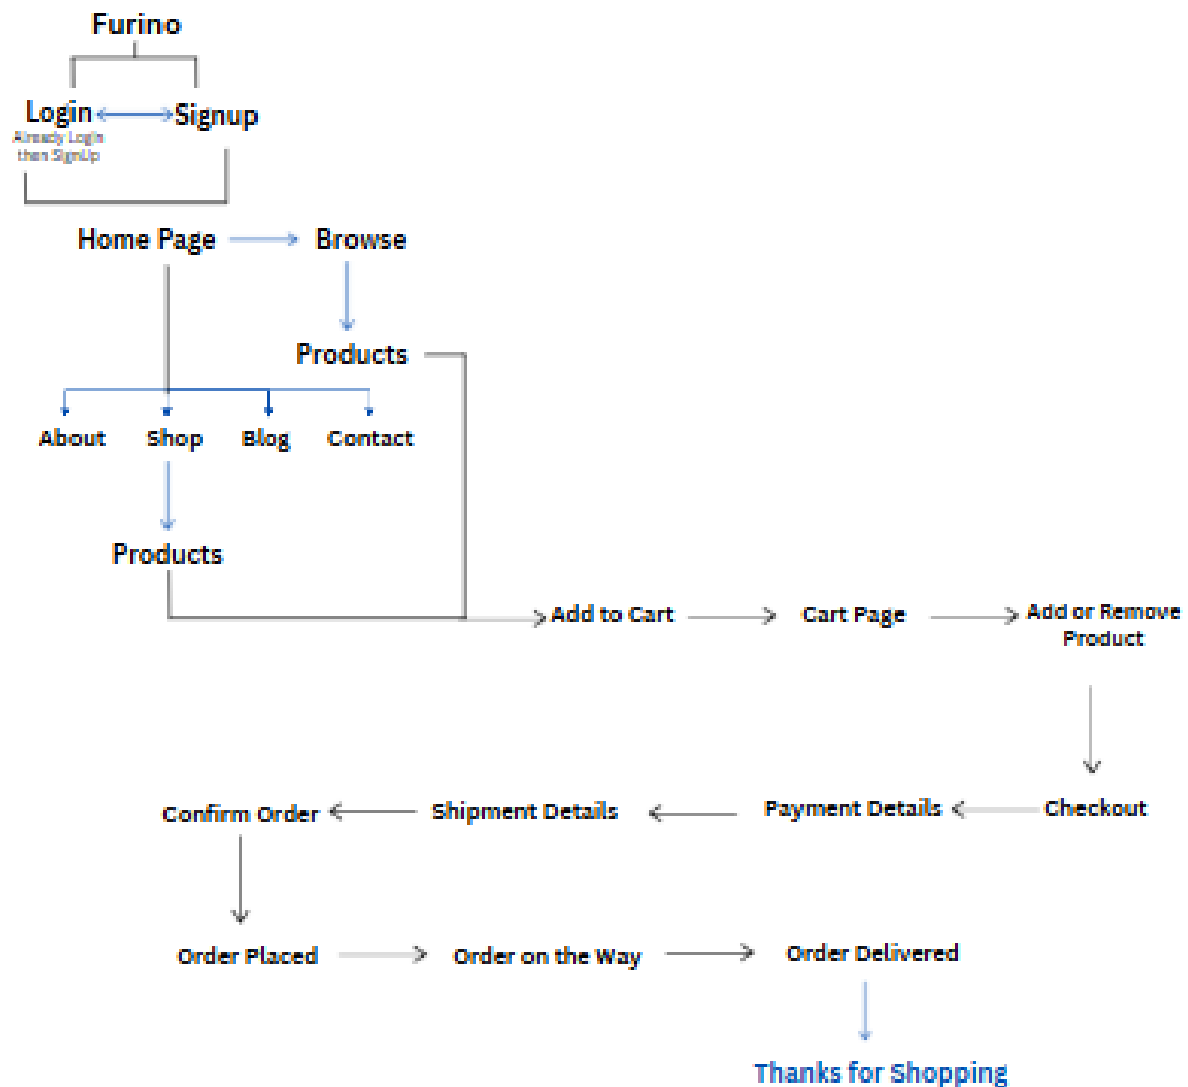 Furino
Login
Signup
Already Login
then SignUp
Home Page
Browse
Products
About
Shop
Blog
Contact
Products
Add to Cart
Cart Page
Add or Remove
Product
Confirm Order
Shipment Details
Payment Details
Checkout
Order Placed
Order on the Way
Order Delivered
Thanks for Shopping